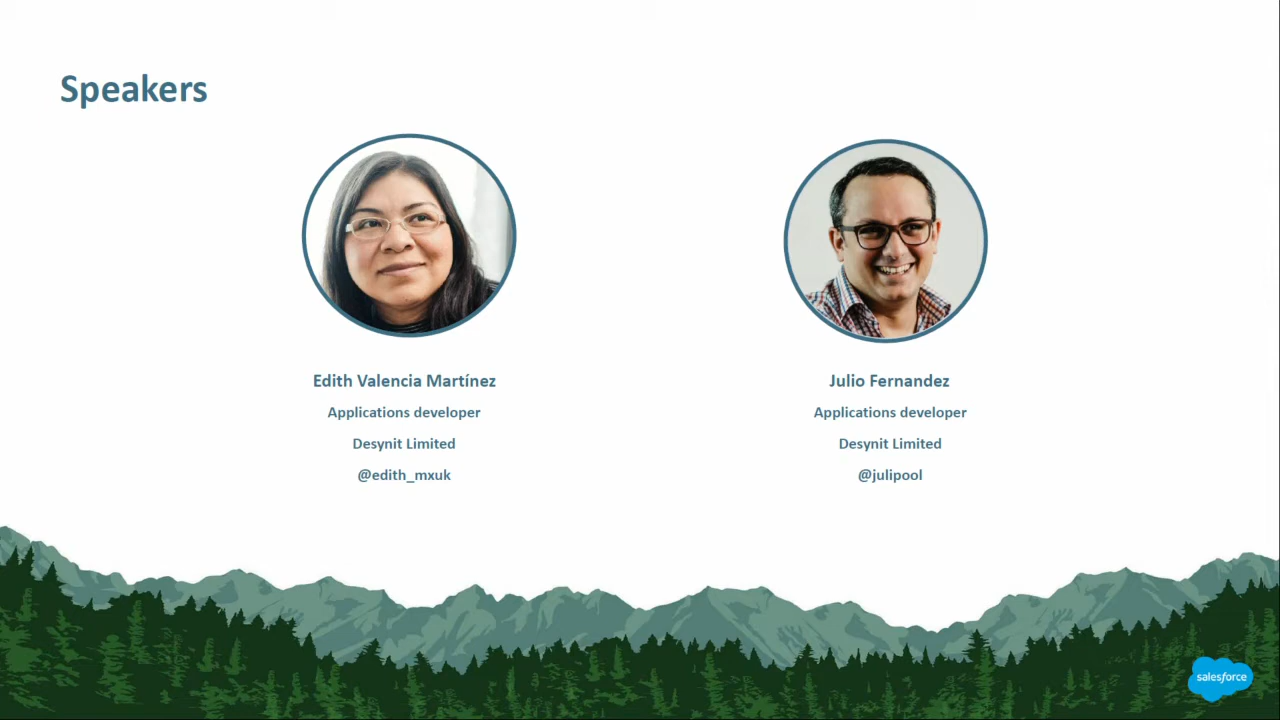 Speakers
Edith Valencia Martínez
Applications developer
Desynit Limited
@edith_mxuk
Julio Fernandez
Applications developer
Desynit Limited
@julipool
salesforce